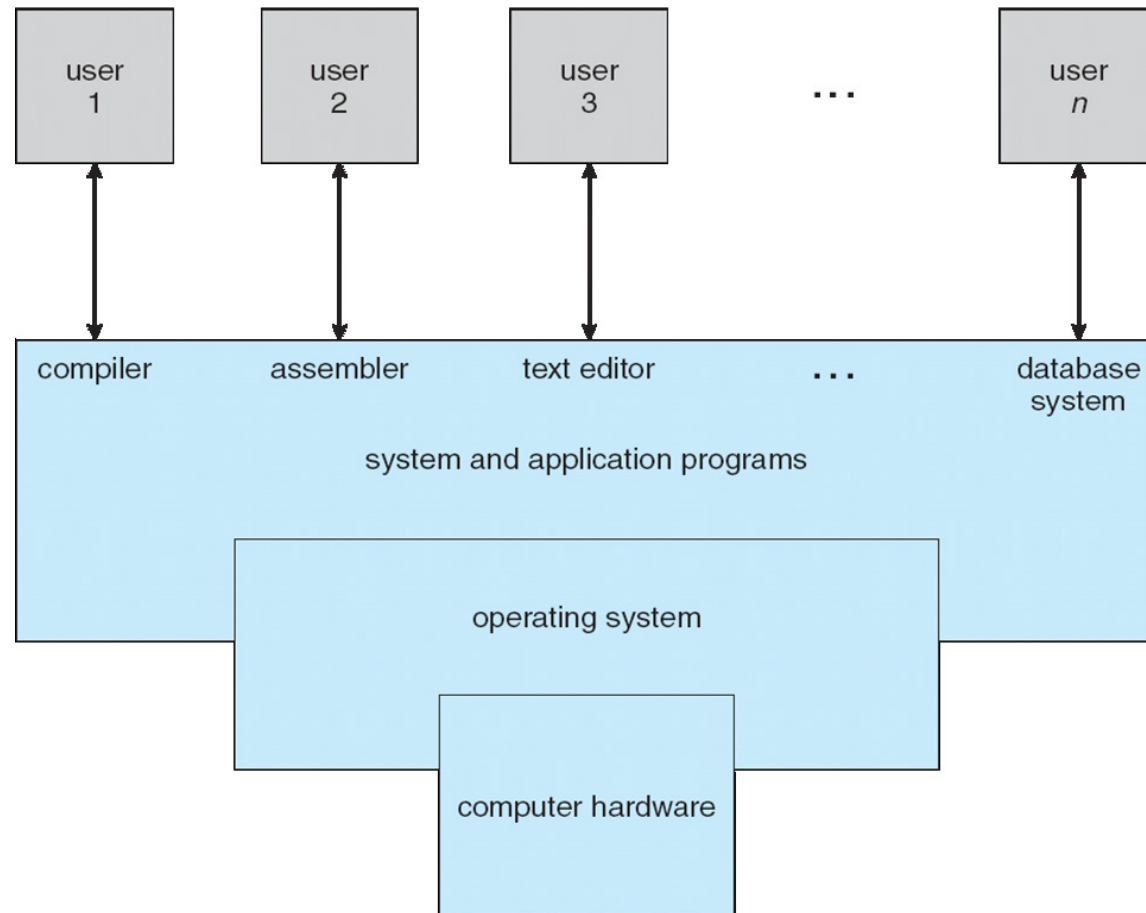 user
1
user
2
user
3
...
user
n
compiler
assembler
text editor
...
database
system
system and application programs
operating system
computer hardware